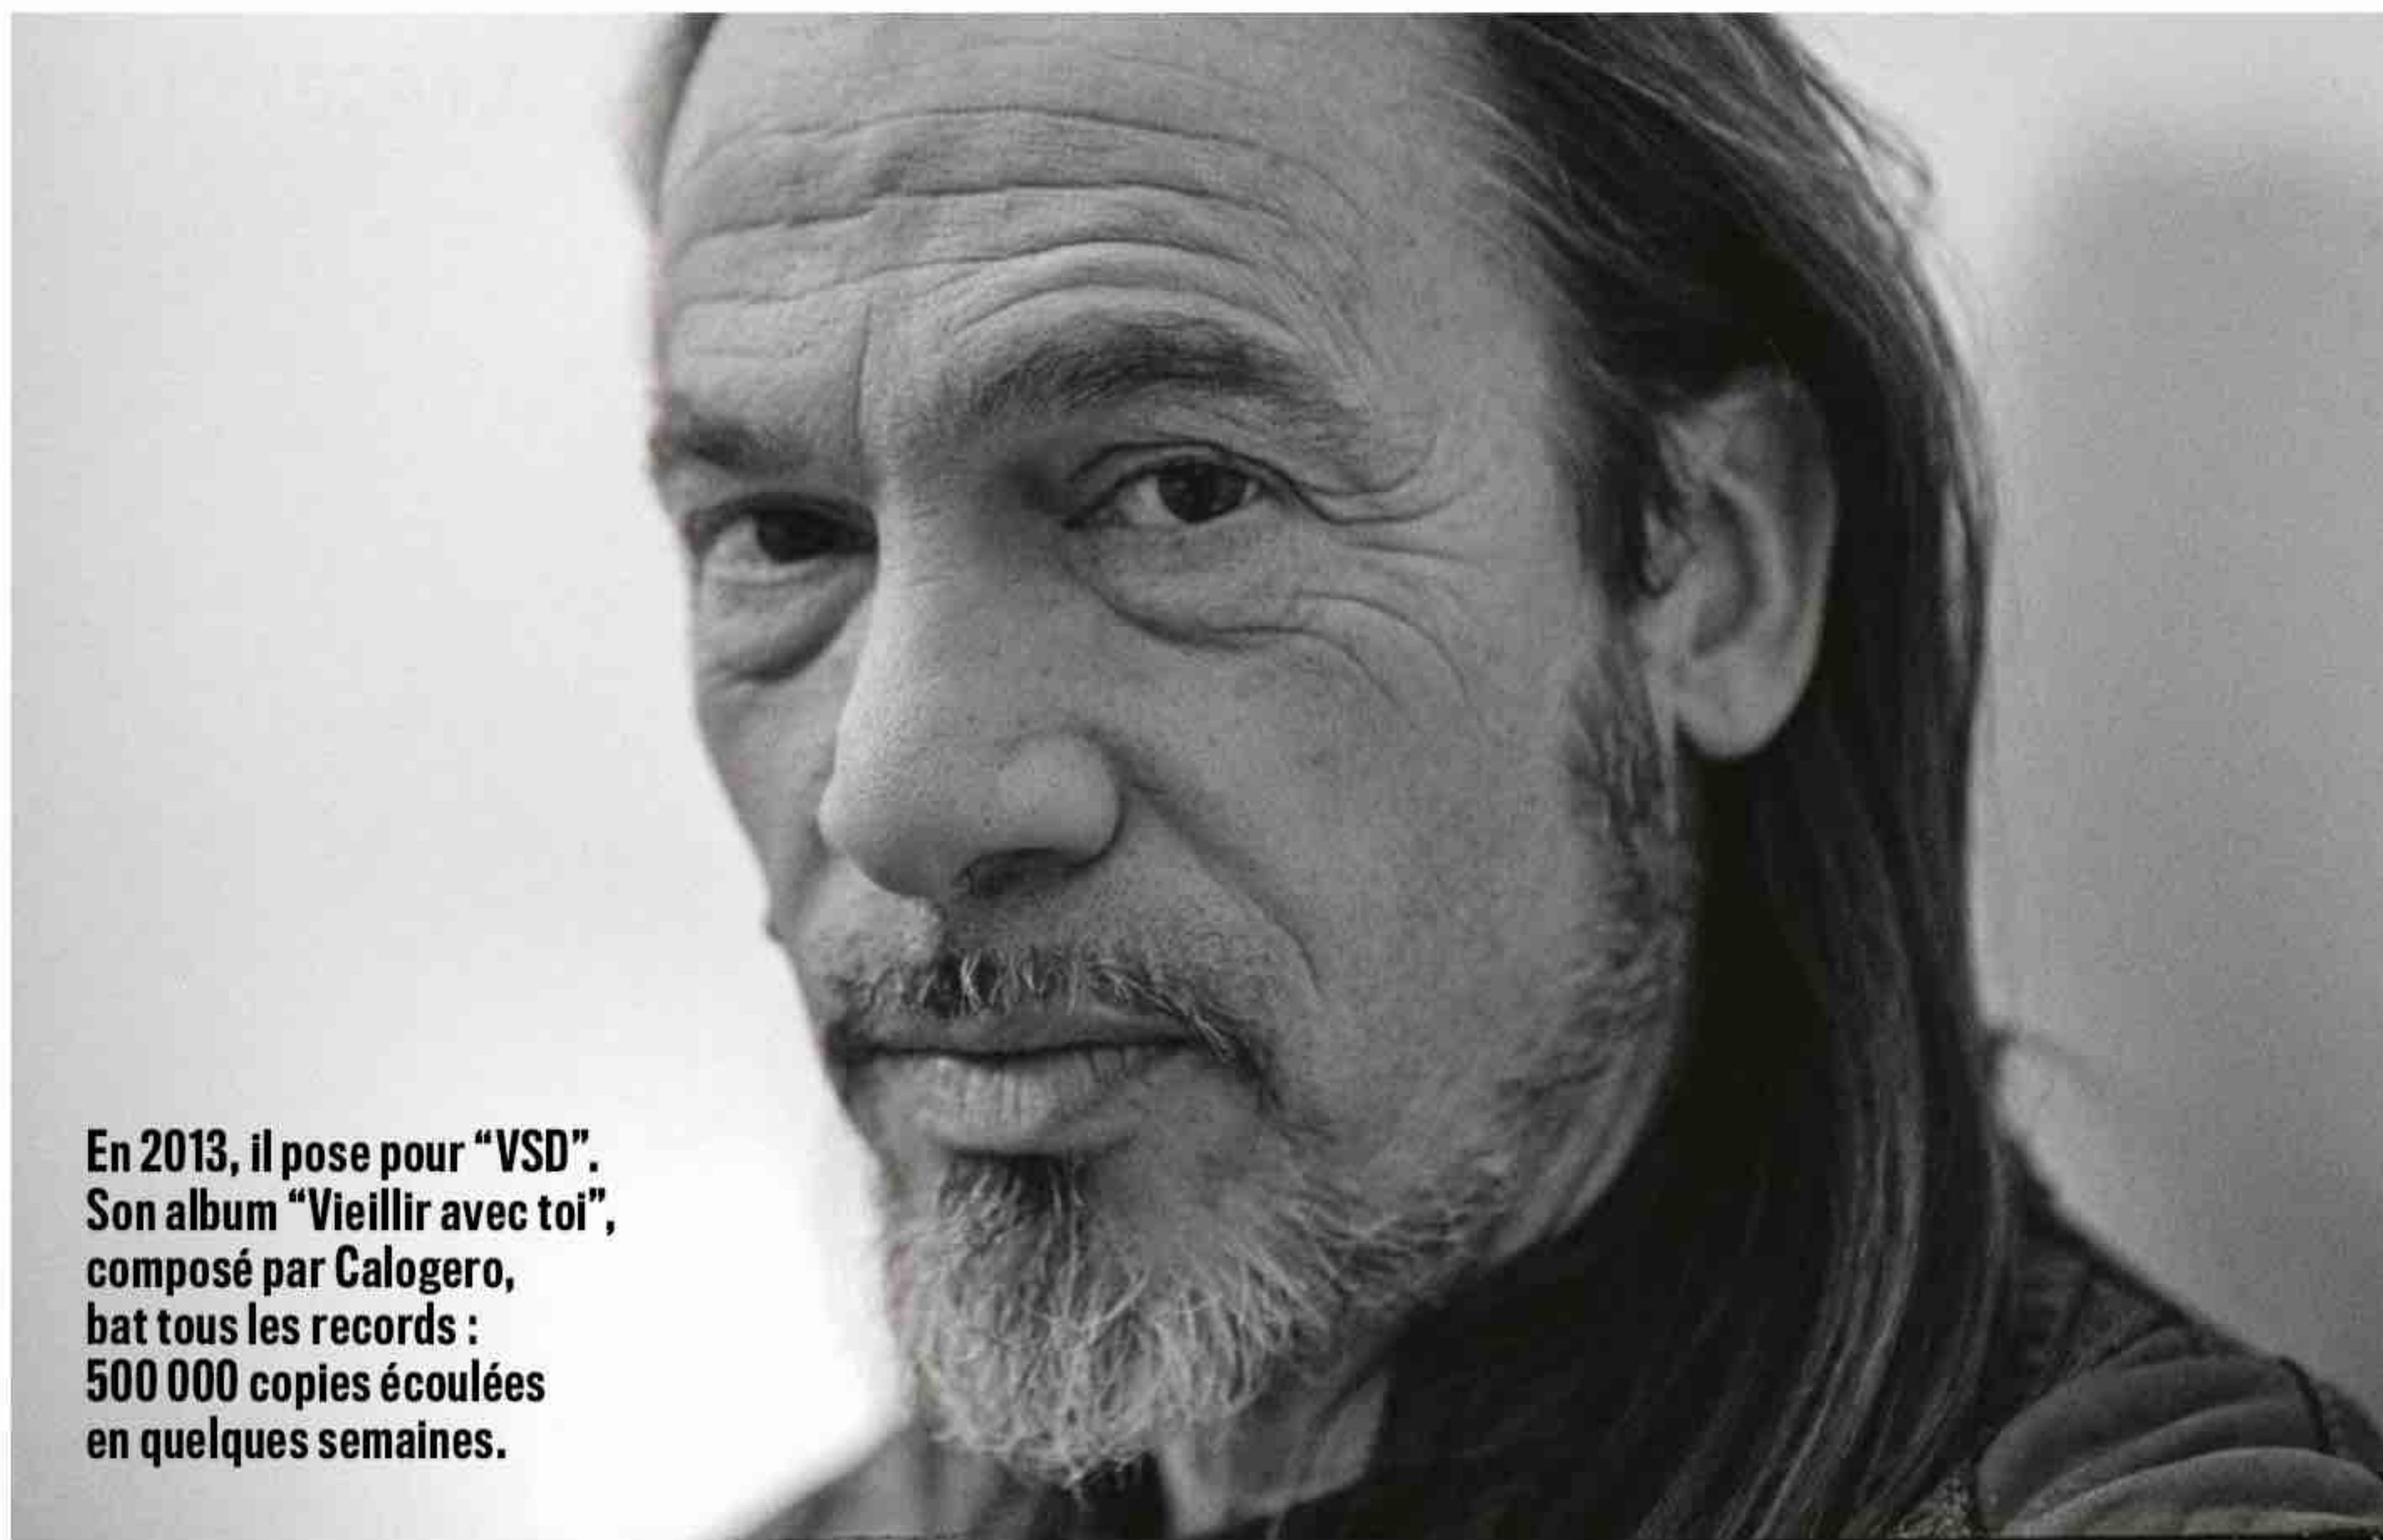 En 2013, il pose pour “VSD”.
Son album “Vieillir avec toi”,
composé par Calogero,
bat tous les records :
500 000 copies écoulées
en quelques semaines.